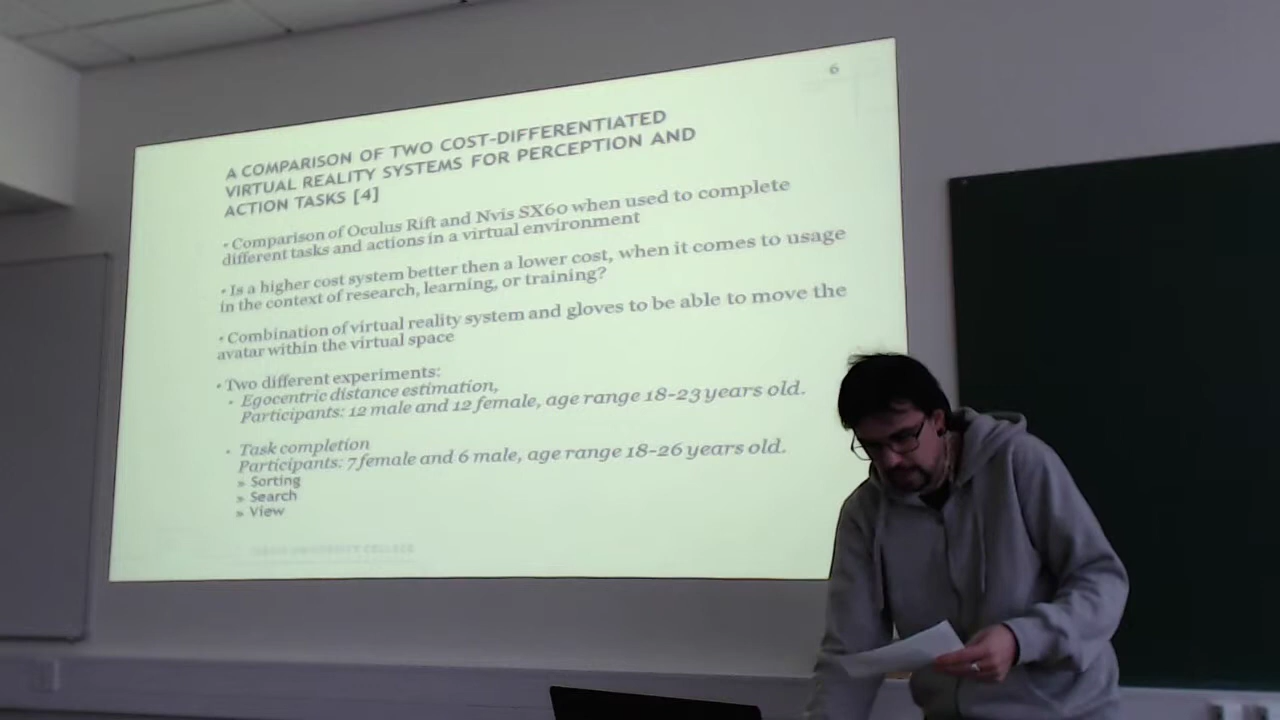 6
A COMPARISON OF TWO COST-DIFFERENTIATED
VIRTUAL REALITY SYSTEMS FOR PERCEPTION AND
ACTION TASKS [4]
• Comparison of Oculus Rift and Nvis SX60 when used to complete
different tasks and actions in a virtual environment
• Is a higher cost system better then a lower cost, when it comes to usage
in the context of research, learning, or training?
• Combination of virtual reality system and gloves to be able to move the
avatar within the virtual space
• Two different experiments:
• Egocentric distance estimation,
Participants: 12 male and 12 female, age range 18-23 years old.
• Task completion
Participants: 7 female and 6 male, age range 18-26 years old.
» Sorting
» Search
» View